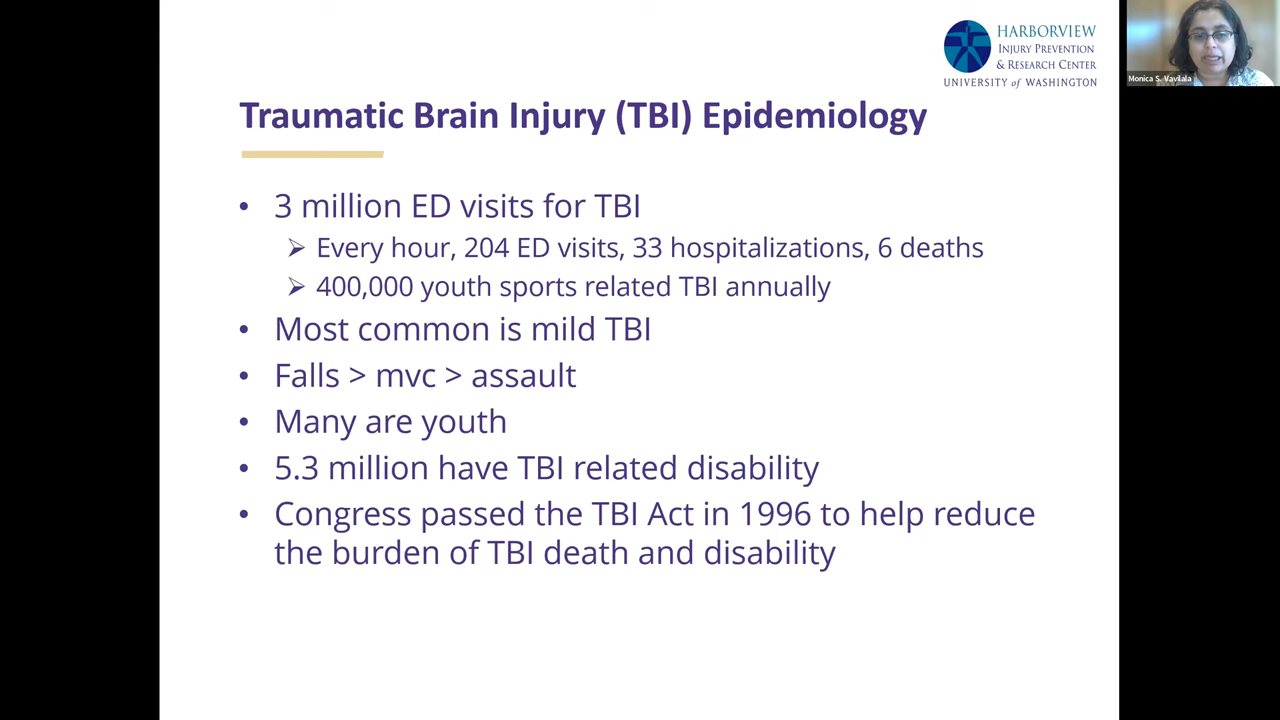 HARBORVIEW
INJURY PREVENTION
& RESEARCH CENTER
UNIVERSITY of WASHINGTON
Monica S. Vavilala
Traumatic Brain Injury (TBI) Epidemiology
• 3 million ED visits for TBI
➢ Every hour, 204 ED visits, 33 hospitalizations, 6 deaths
➢ 400,000 youth sports related TBI annually
• Most common is mild TBI
• Falls > mvc > assault
• Many are youth
• 5.3 million have TBI related disability
• Congress passed the TBI Act in 1996 to help reduce
the burden of TBI death and disability